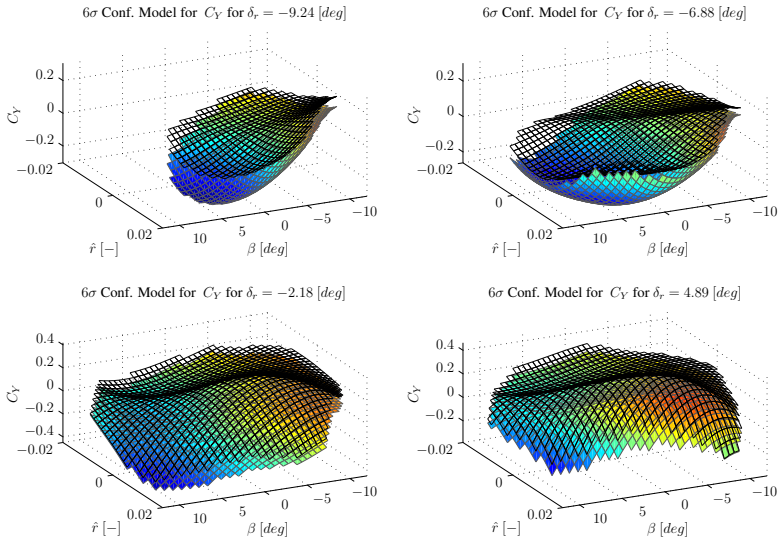 6σ Conf. Model for C_Y for δ_r = −9.24 [deg]
0.2
0
−0.2
C_Y
−0.02
0
0.02
r̂ [−]
10
5
0
−5
−10
β [deg]
6σ Conf. Model for C_Y for δ_r = −6.88 [deg]
0.2
0
−0.2
C_Y
−0.02
0
0.02
r̂ [−]
10
5
0
−5
−10
β [deg]
6σ Conf. Model for C_Y for δ_r = −2.18 [deg]
0.4
0.2
0
−0.2
−0.4
C_Y
−0.02
0
0.02
r̂ [−]
10
5
0
−5
−10
β [deg]
6σ Conf. Model for C_Y for δ_r = 4.89 [deg]
0.4
0.2
0
−0.2
C_Y
−0.02
0
0.02
r̂ [−]
10
5
0
−5
−10
β [deg]